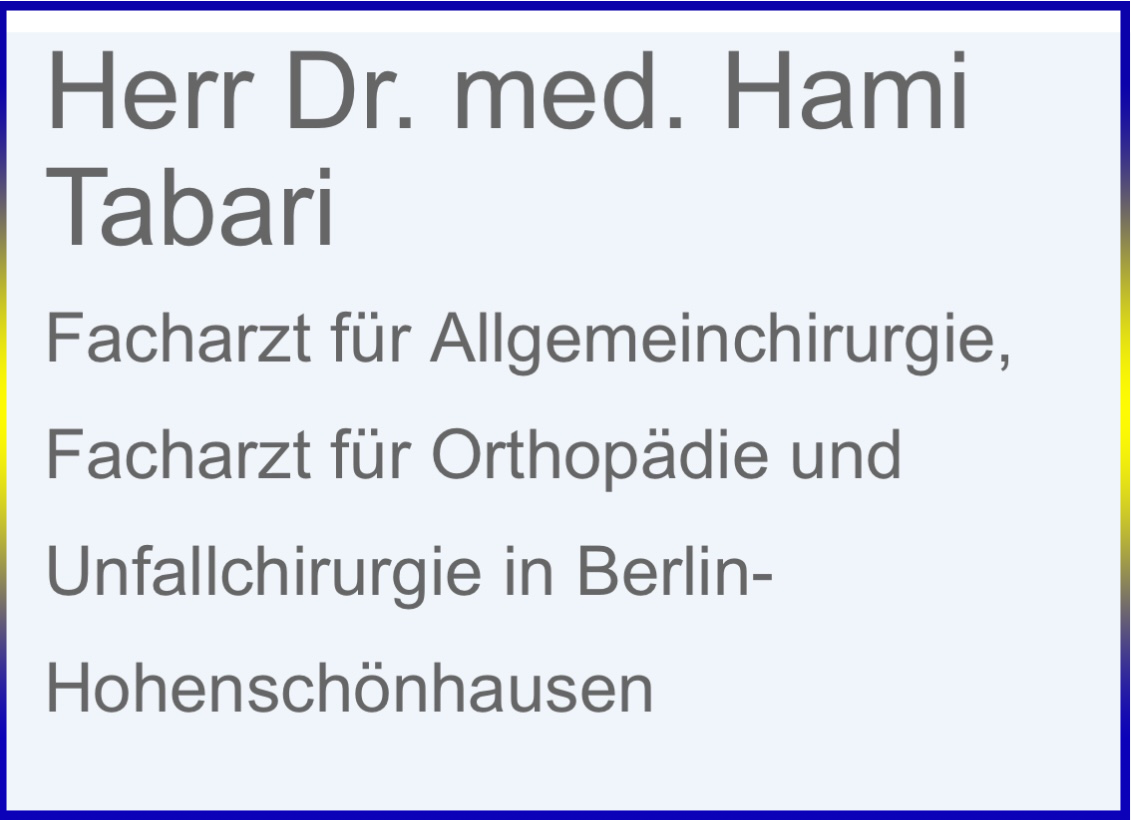 Herr Dr. med. Hami
Tabari
Facharzt für Allgemeinchirurgie,
Facharzt für Orthopädie und
Unfallchirurgie in Berlin-
Hohenschönhausen